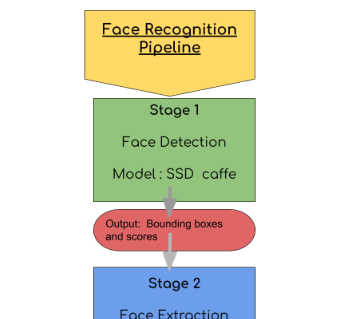 Face Recognition
Pipeline
Stage 1
Face Detection
Model : SSD caffe
Output: Bounding boxes
and scores
Stage 2
Face Extraction